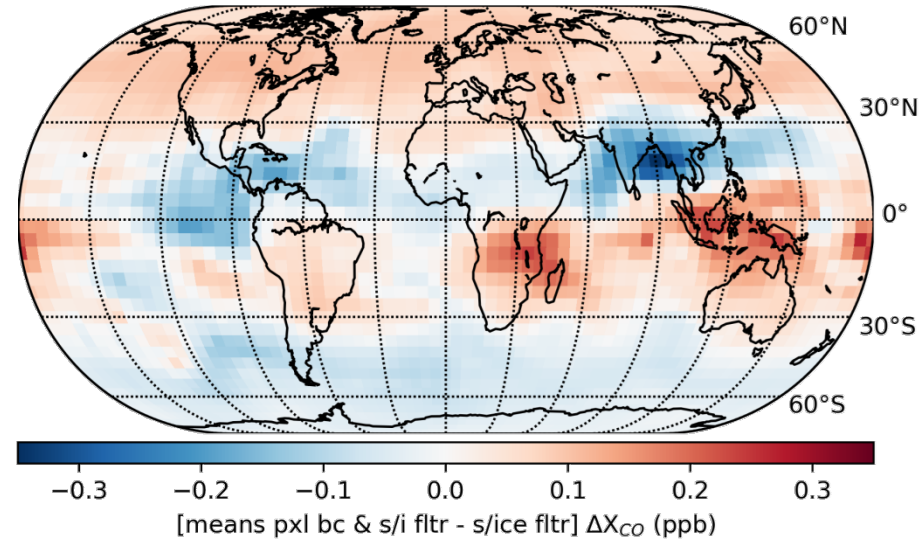 60°N
30°N
0°
30°S
60°S
−0.3 −0.2 −0.1 0.0 0.1 0.2 0.3
[means pxl bc & s/i fltr - s/ice fltr] ΔX_CO (ppb)